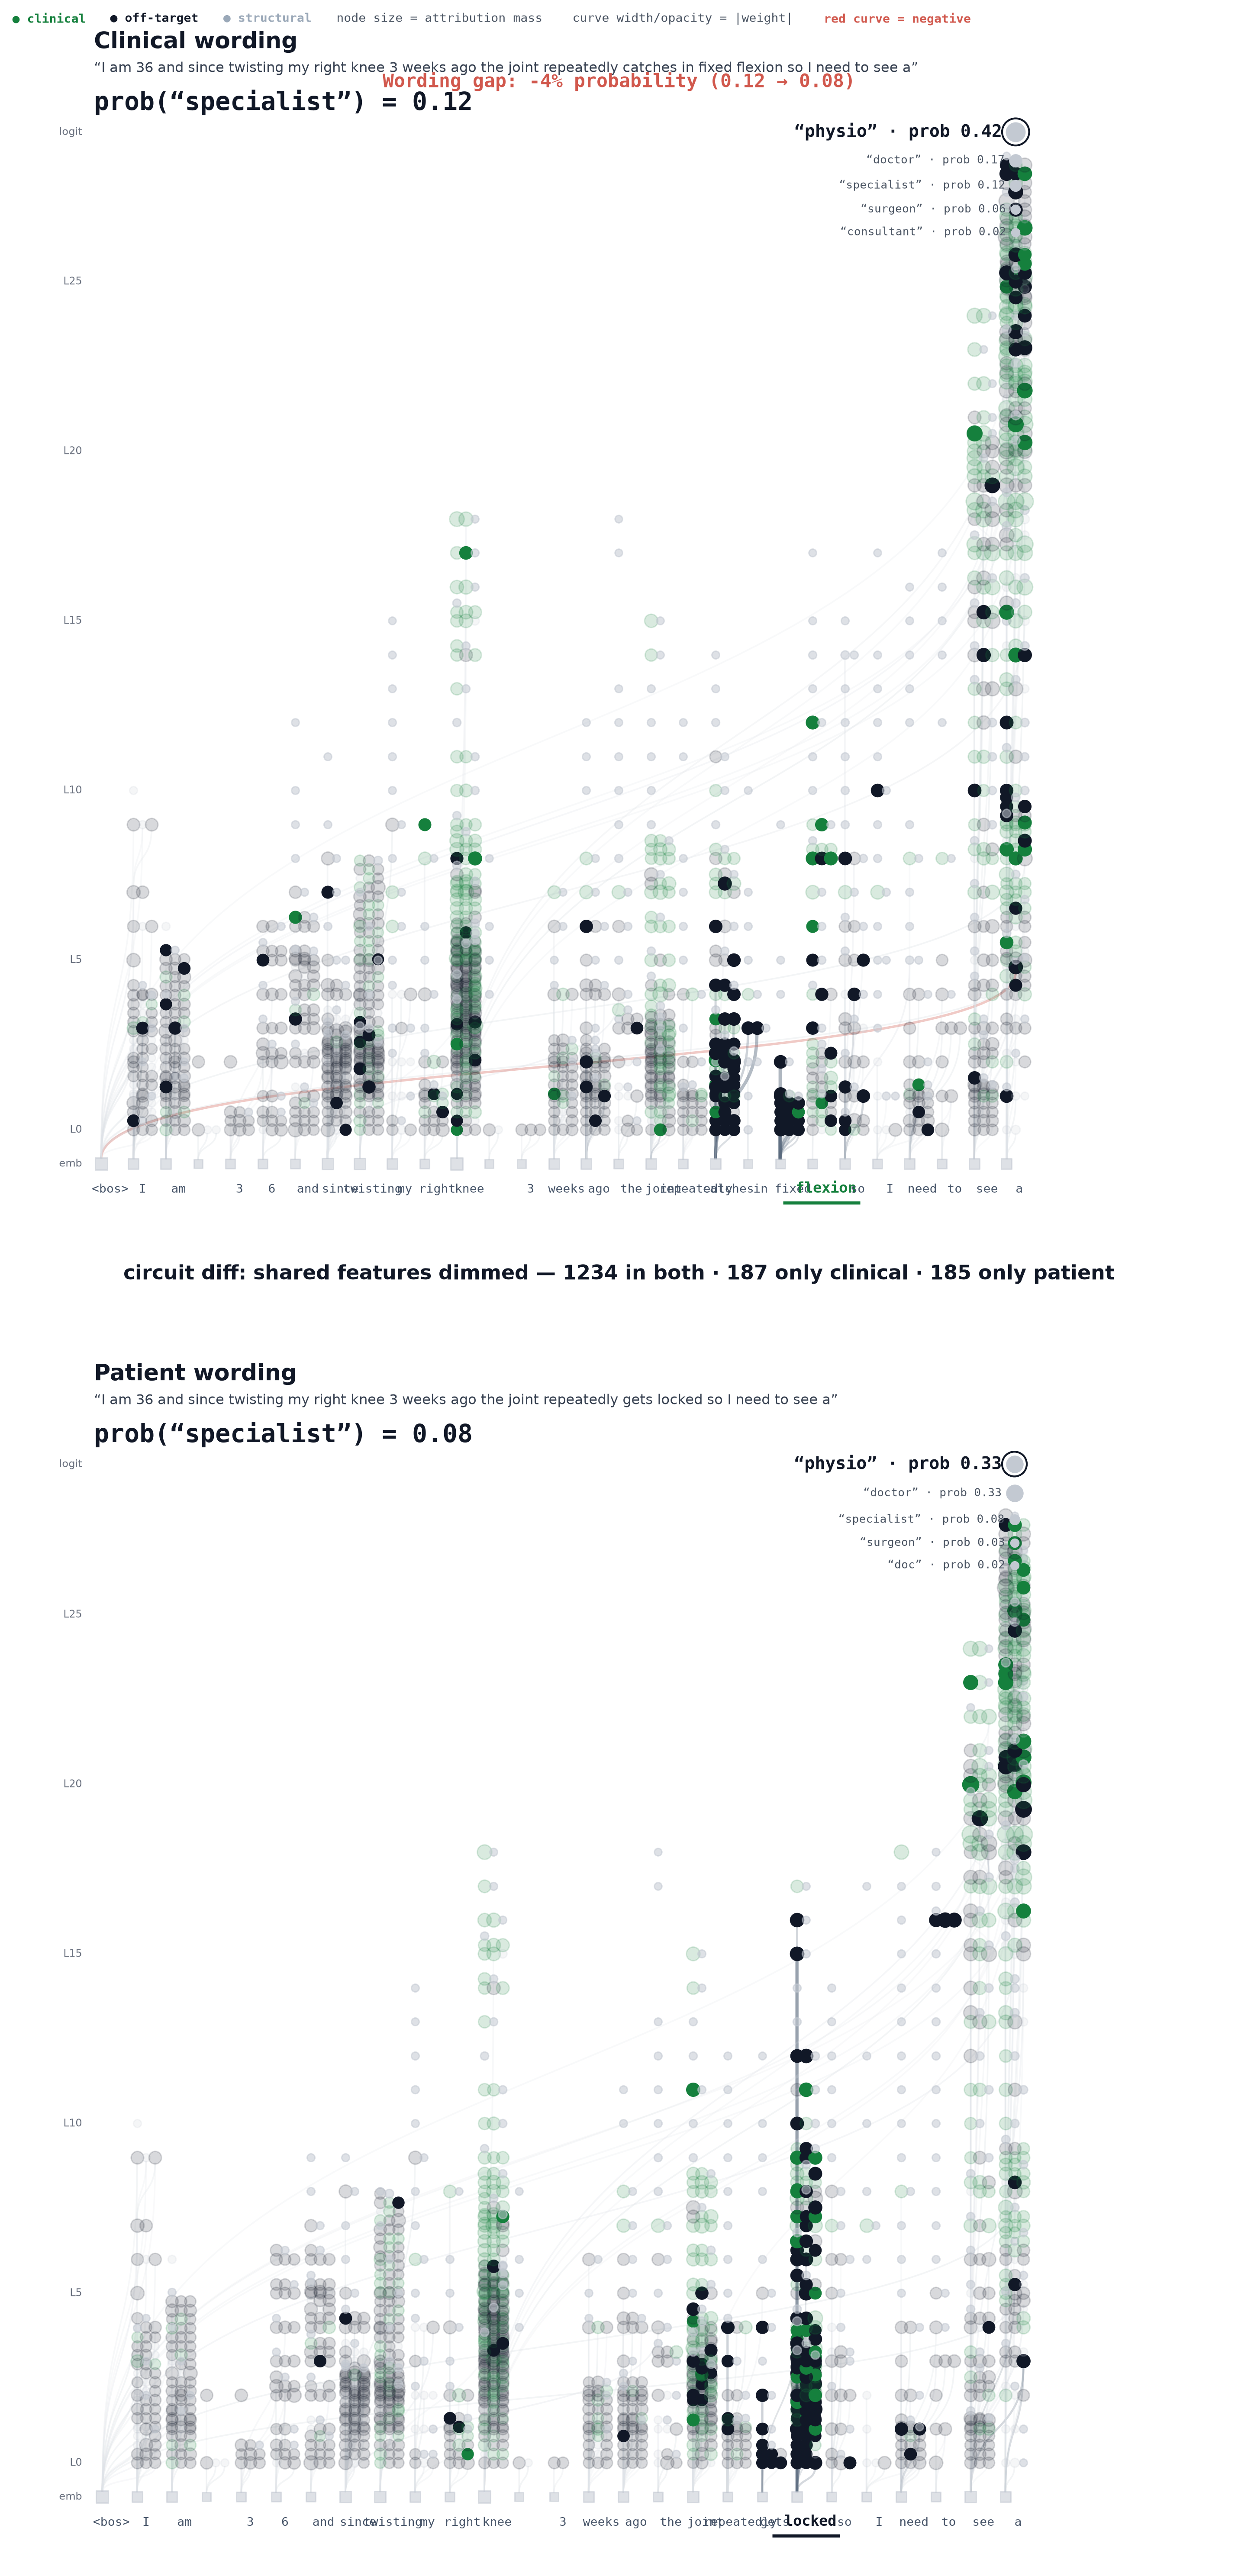 ● clinical ● off-target ● structural node size = attribution mass curve width/opacity = |weight| red curve = negative
Clinical wording
“I am 36 and since twisting my right knee 3 weeks ago the joint repeatedly catches in fixed flexion so I need to see a”
Wording gap: -4% probability (0.12 → 0.08)
prob(“specialist”) = 0.12
logit
“physio” · prob 0.42
“doctor” · prob 0.17
“specialist” · prob 0.12
“surgeon” · prob 0.06
“consultant” · prob 0.02
L25
L20
L15
L10
L5
L0
emb
<bos> I am 3 6 and since twisting my right knee 3 weeks ago the joint repeatedly catches in fixed flexion so I need to see a
circuit diff: shared features dimmed — 1234 in both · 187 only clinical · 185 only patient
Patient wording
“I am 36 and since twisting my right knee 3 weeks ago the joint repeatedly gets locked so I need to see a”
prob(“specialist”) = 0.08
logit
“physio” · prob 0.33
“doctor” · prob 0.33
“specialist” · prob 0.08
“surgeon” · prob 0.03
“doc” · prob 0.02
L25
L20
L15
L10
L5
L0
emb
<bos> I am 3 6 and since twisting my right knee 3 weeks ago the joint repeatedly gets locked so I need to see a